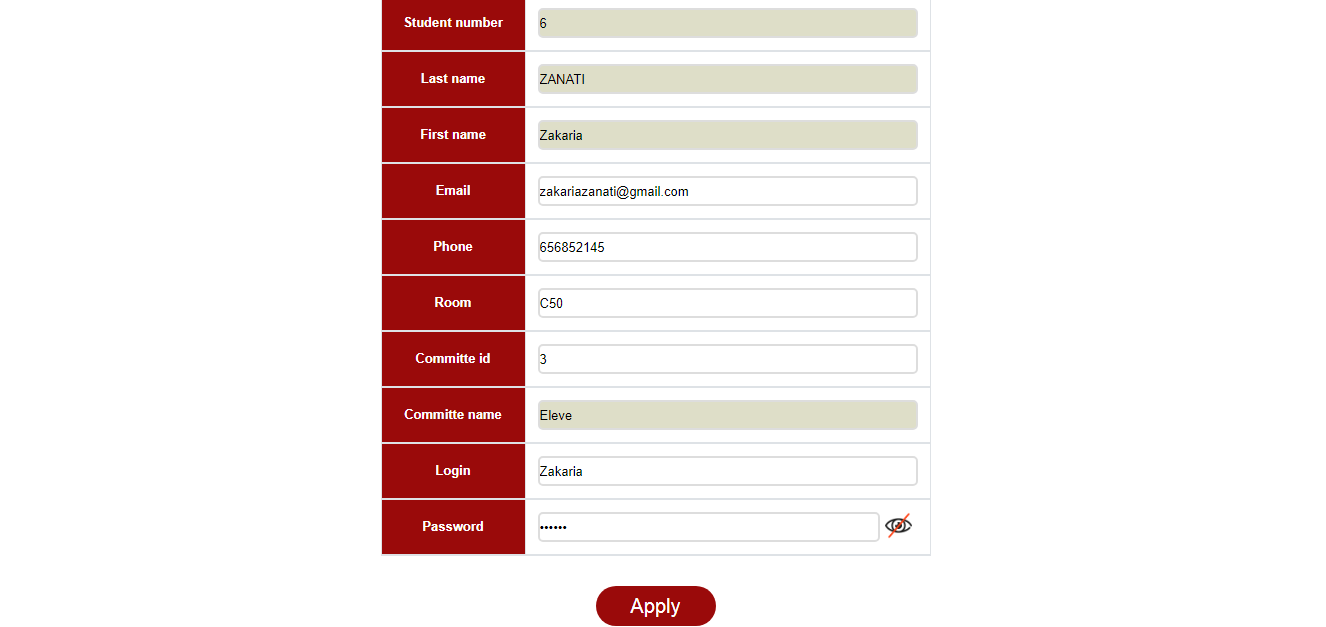 Student number 6
Last name ZANATI
First name Zakaria
Email zakariazanati@gmail.com
Phone 656852145
Room C50
Committe id 3
Committe name Eleve
Login Zakaria
Password ••••••
Apply